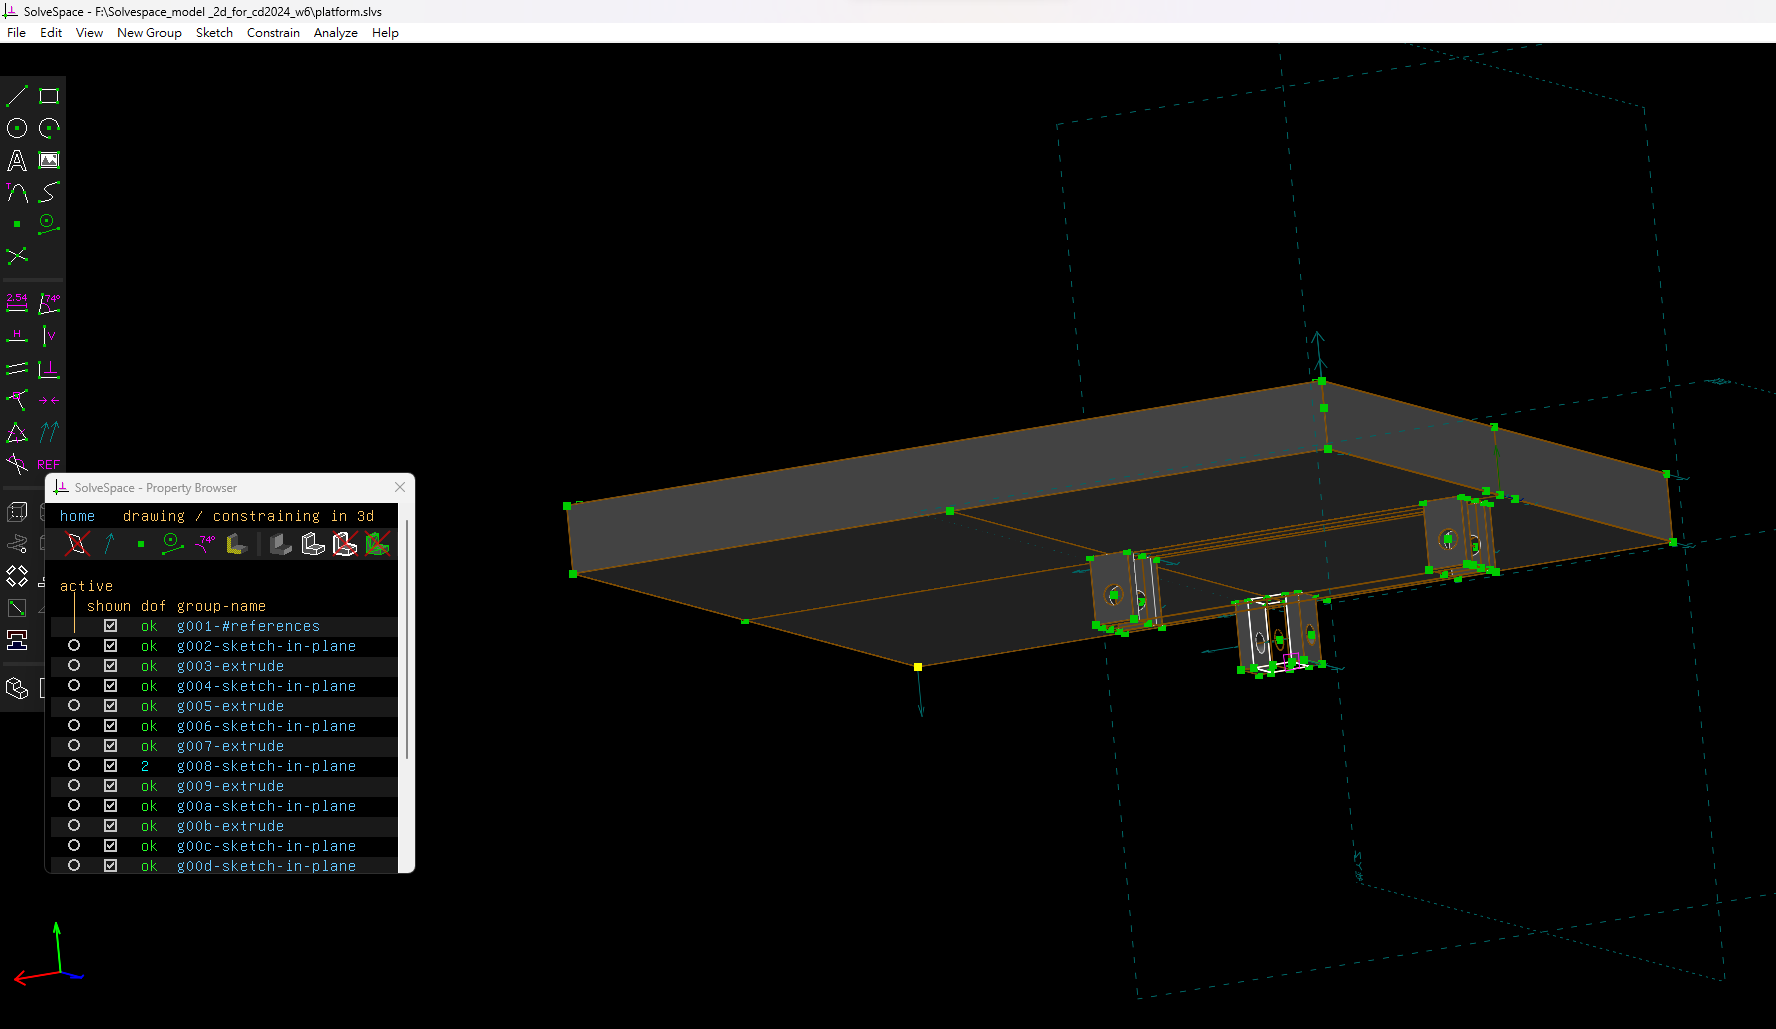 SolveSpace - F:\Solvespace_model _2d_for_cd2024_w6\platform.slvs
File Edit View New Group Sketch Constrain Analyze Help
A
T
2.54 74°
H V
REF
SolveSpace - Property Browser
home drawing / constraining in 3d
74°
active
shown dof group-name
ok g001-#references
ok g002-sketch-in-plane
ok g003-extrude
ok g004-sketch-in-plane
ok g005-extrude
ok g006-sketch-in-plane
ok g007-extrude
2 g008-sketch-in-plane
ok g009-extrude
ok g00a-sketch-in-plane
ok g00b-extrude
ok g00c-sketch-in-plane
ok g00d-sketch-in-plane